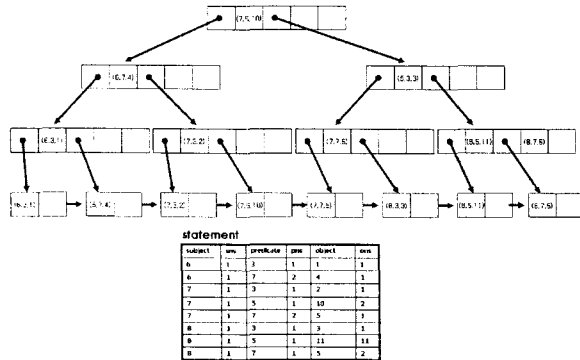 (7,5,10)
(6,7,4) (8,3,3)
(6,3,1) (7,3,2) (7,7,5) (8,5,11) (8,7,5)
(6,3,1) (6,7,4) (7,3,2) (7,5,10) (7,7,5) (8,3,3) (8,5,11) (8,7,5)
statement
subject sns predicate pns object ons
6 1 3 1 1 1
6 1 7 2 4 1
7 1 3 1 2 1
7 1 5 1 10 2
7 1 7 2 5 1
8 1 3 1 3 1
8 1 5 1 11 11
8 1 7 1 5 2